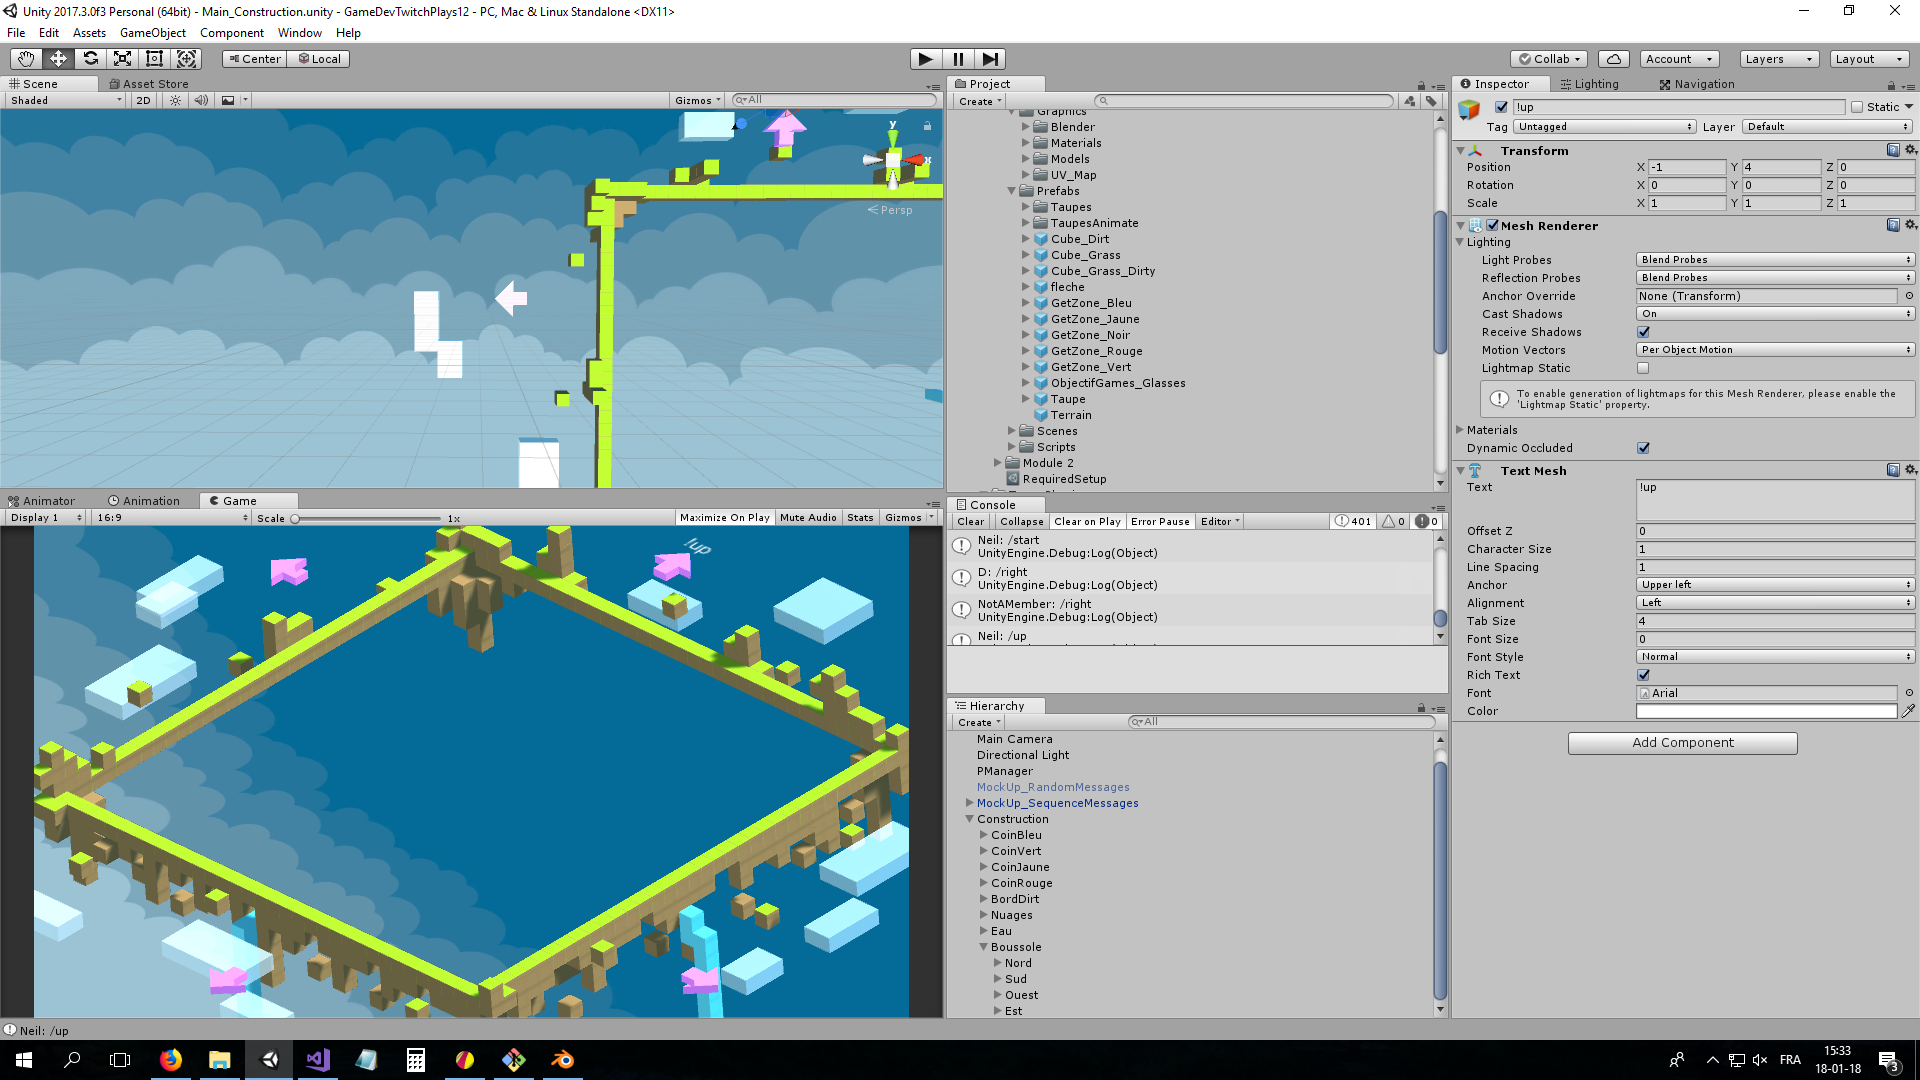 Unity 2017.3.0f3 Personal (64bit) - Main_Construction.unity - GameDevTwitchPlays12 - PC, Mac & Linux Standalone <DX11>
File Edit Assets GameObject Component Window Help
Center Local
Collab Account Layers Layout
Scene Asset Store
Shaded 2D Gizmos All
y
x
Persp
Animator Animation Game
Display 1 16:9 Scale 1x Maximize On Play Mute Audio Stats Gizmos
!up
Project
Create
Graphics
Blender
Materials
Models
UV_Map
Prefabs
Taupes
TaupesAnimate
Cube_Dirt
Cube_Grass
Cube_Grass_Dirty
fleche
GetZone_Bleu
GetZone_Jaune
GetZone_Noir
GetZone_Rouge
GetZone_Vert
ObjectifGames_Glasses
Taupe
Terrain
Scenes
Scripts
Module 2
RequiredSetup
Console
Clear Collapse Clear on Play Error Pause Editor 401 0 0
Neil: /start
UnityEngine.Debug:Log(Object)
D: /right
UnityEngine.Debug:Log(Object)
NotAMember: /right
UnityEngine.Debug:Log(Object)
Neil: /up
Hierarchy
Create All
Main Camera
Directional Light
PManager
MockUp_RandomMessages
MockUp_SequenceMessages
Construction
CoinBleu
CoinVert
CoinJaune
CoinRouge
BordDirt
Nuages
Eau
Boussole
Nord
Sud
Ouest
Est
Inspector Lighting Navigation
!up Static
Tag Untagged Layer Default
Transform
Position X -1 Y 4 Z 0
Rotation X 0 Y 0 Z 0
Scale X 1 Y 1 Z 1
Mesh Renderer
Lighting
Light Probes Blend Probes
Reflection Probes Blend Probes
Anchor Override None (Transform)
Cast Shadows On
Receive Shadows
Motion Vectors Per Object Motion
Lightmap Static
To enable generation of lightmaps for this Mesh Renderer, please enable the
'Lightmap Static' property.
Materials
Dynamic Occluded
Text Mesh
Text !up
Offset Z 0
Character Size 1
Line Spacing 1
Anchor Upper left
Alignment Left
Tab Size 4
Font Size 0
Font Style Normal
Rich Text
Font Arial
Color
Add Component
Neil: /up
FRA
15:33
18-01-18
3